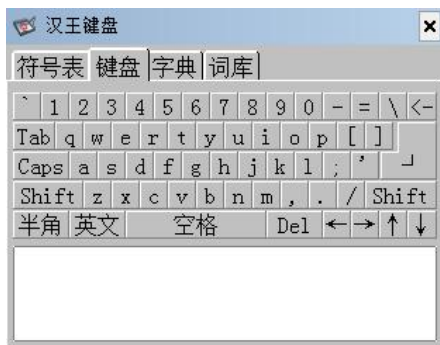 汉王键盘
符号表 键盘 字典 词库
` 1 2 3 4 5 6 7 8 9 0 - = \ <-
Tab q w e r t y u i o p [ ]
Caps a s d f g h j k l ; ' ┘
Shift z x c v b n m , . / Shift
半角 英文 空格 Del ← → ↑ ↓